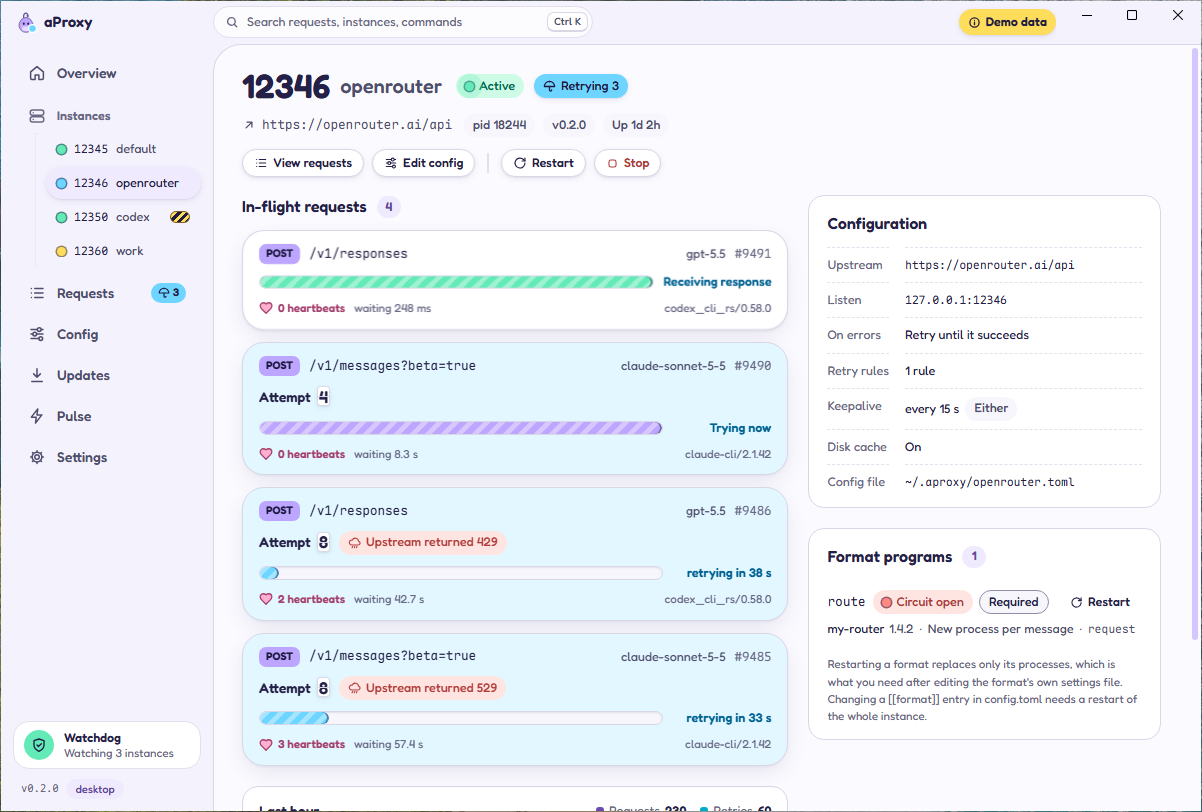 aProxy
Search requests, instances, commands
Ctrl K
Demo data
Overview
Instances
12345 default
12346 openrouter
12350 codex
12360 work
Requests
3
Config
Updates
Pulse
Settings
Watchdog
Watching 3 instances
v0.2.0 desktop
12346 openrouter Active Retrying 3
https://openrouter.ai/api pid 18244 v0.2.0 Up 1d 2h
View requests Edit config Restart Stop
In-flight requests 4
POST /v1/responses gpt-5.5 #9491
Receiving response
0 heartbeats waiting 248 ms codex_cli_rs/0.58.0
POST /v1/messages?beta=true claude-sonnet-5-5 #9490
Attempt 4
Trying now
0 heartbeats waiting 8.3 s claude-cli/2.1.42
POST /v1/responses gpt-5.5 #9486
Attempt 8 Upstream returned 429
retrying in 38 s
2 heartbeats waiting 42.7 s codex_cli_rs/0.58.0
POST /v1/messages?beta=true claude-sonnet-5-5 #9485
Attempt 8 Upstream returned 529
retrying in 33 s
3 heartbeats waiting 57.4 s claude-cli/2.1.42
Last hour Requests 230 Retries 60
Configuration
Upstream https://openrouter.ai/api
Listen 127.0.0.1:12346
On errors Retry until it succeeds
Retry rules 1 rule
Keepalive every 15 s Either
Disk cache On
Config file ~/.aproxy/openrouter.toml
Format programs 1
route Circuit open Required Restart
my-router 1.4.2 · New process per message · request
Restarting a format replaces only its processes, which is
what you need after editing the format's own settings file.
Changing a [[format]] entry in config.toml needs a restart of
the whole instance.